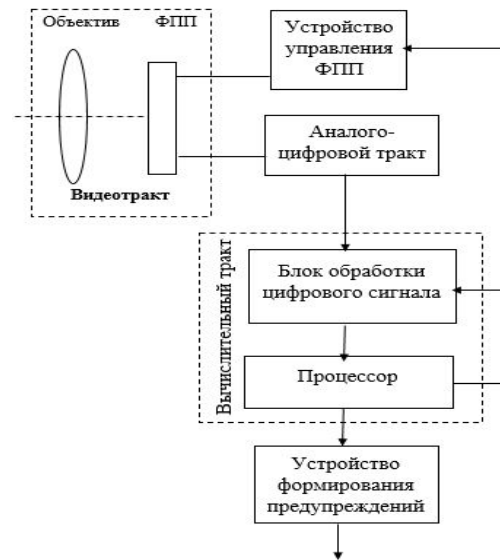 Объектив ФПП
Видеотракт
Устройство
управления
ФПП
Аналого-
цифровой тракт
Вычислительный тракт
Блок обработки
цифрового сигнала
Процессор
Устройство
формирования
предупреждений